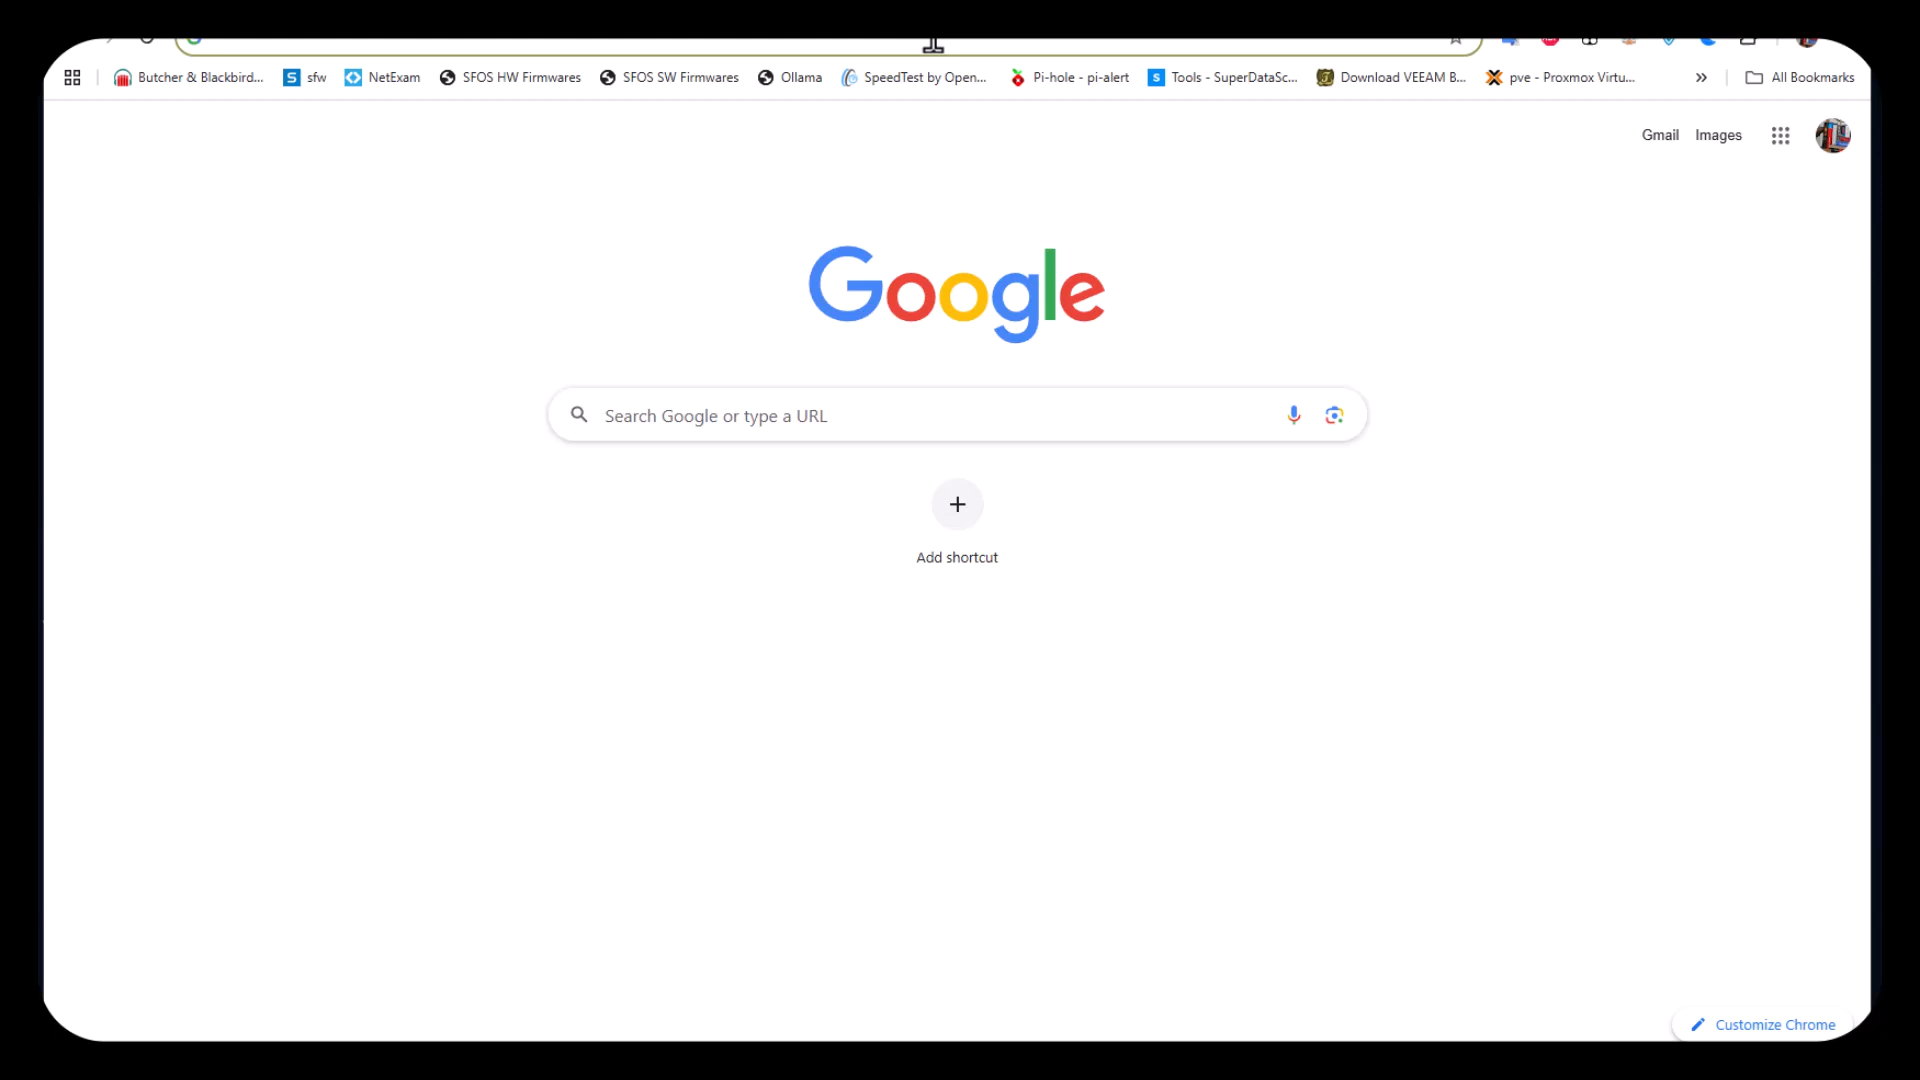 Butcher & Blackbird... sfw NetExam SFOS HW Firmwares SFOS SW Firmwares Ollama SpeedTest by Open... Pi-hole - pi-alert Tools - SuperDataSc... Download VEEAM B... pve - Proxmox Virtu... » All Bookmarks
Gmail Images
Google
Search Google or type a URL
Add shortcut
Customize Chrome